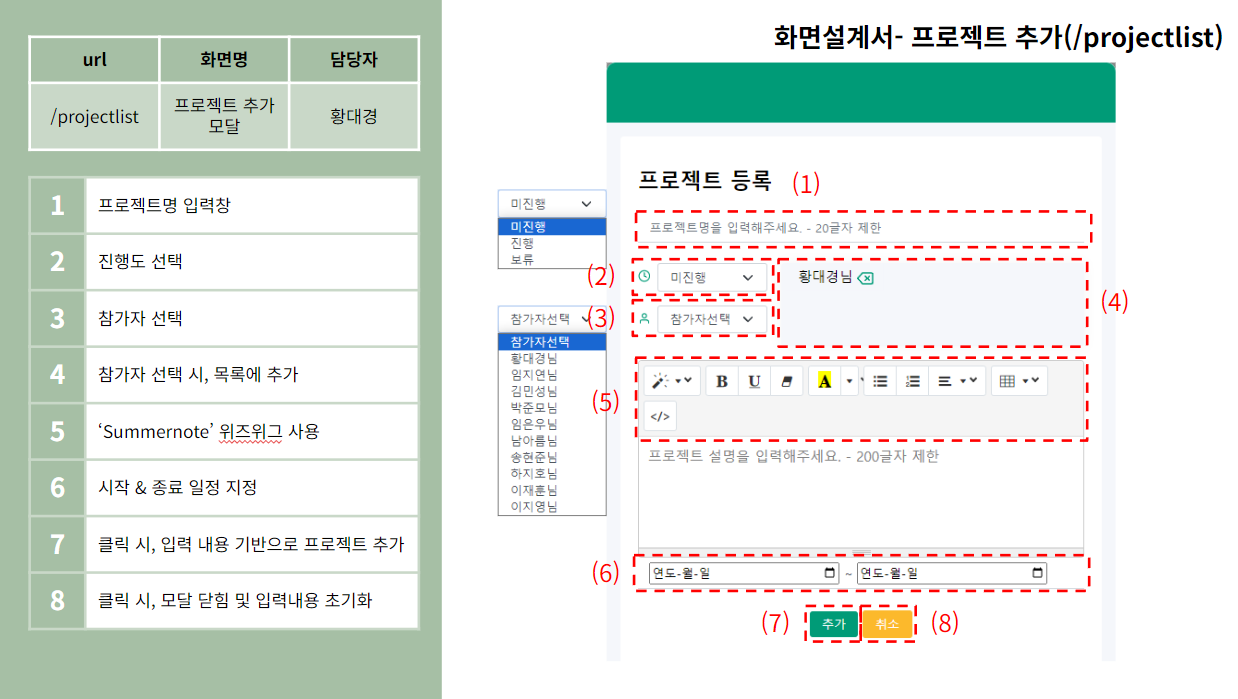 화면설계서- 프로젝트 추가(/projectlist)
url 화면명 담당자
/projectlist 프로젝트 추가 모달 황대경
1 프로젝트명 입력창
2 진행도 선택
3 참가자 선택
4 참가자 선택 시, 목록에 추가
5 ‘Summernote’ 위즈위그 사용
6 시작 & 종료 일정 지정
7 클릭 시, 입력 내용 기반으로 프로젝트 추가
8 클릭 시, 모달 닫힘 및 입력내용 초기화
미진행
미진행
진행
보류
참가자선택
참가자선택
황대경님
임지연님
김민성님
박준모님
임은우님
남아름님
송현준님
하지호님
이재훈님
이지영님
프로젝트 등록 (1)
프로젝트명을 입력해주세요. - 20글자 제한
(2) 미진행
(3) 참가자선택
황대경님
(4)
(5)
B U A
</>
프로젝트 설명을 입력해주세요. - 200글자 제한
(6) 연도-월-일 ~ 연도-월-일
(7) 추가 취소 (8)